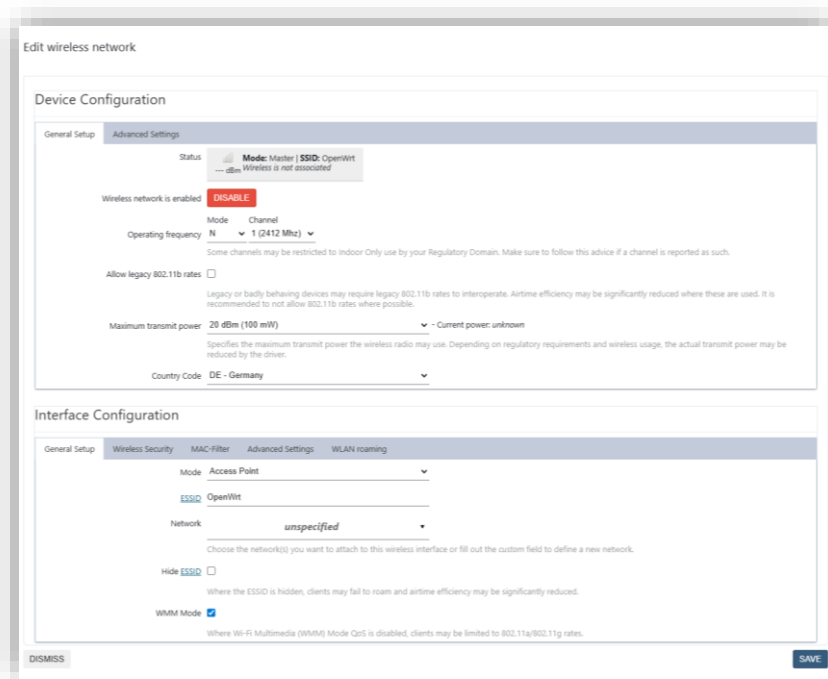 Edit wireless network
Device Configuration
General Setup Advanced Settings
Status
Mode: Master | SSID: OpenWrt
--- dBm Wireless is not associated
Wireless network is enabled DISABLE
Mode Channel
Operating frequency N 1 (2412 Mhz)
Some channels may be restricted to Indoor Only use by your Regulatory Domain. Make sure to follow this advice if a channel is reported as such.
Allow legacy 802.11b rates
Legacy or badly behaving devices may require legacy 802.11b rates to interoperate. Airtime efficiency may be significantly reduced where these are used. It is
recommended to not allow 802.11b rates where possible.
Maximum transmit power 20 dBm (100 mW) - Current power: unknown
Specifies the maximum transmit power the wireless radio may use. Depending on regulatory requirements and wireless usage, the actual transmit power may be
reduced by the driver.
Country Code DE - Germany
Interface Configuration
General Setup Wireless Security MAC-Filter Advanced Settings WLAN roaming
Mode Access Point
ESSID OpenWrt
Network unspecified
Choose the network(s) you want to attach to this wireless interface or fill out the custom field to define a new network.
Hide ESSID
Where the ESSID is hidden, clients may fail to roam and airtime efficiency may be significantly reduced.
WMM Mode
Where Wi-Fi Multimedia (WMM) Mode QoS is disabled, clients may be limited to 802.11a/802.11g rates.
DISMISS SAVE